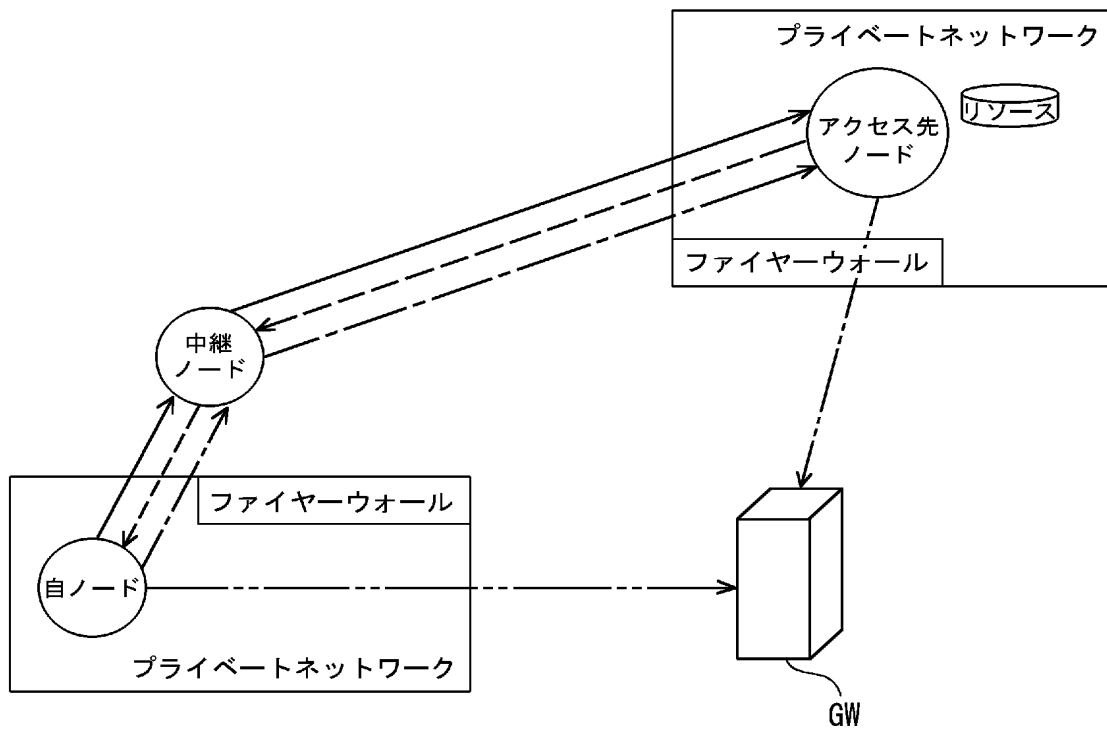 プライベートネットワーク
アクセス先
ノード
リソース
ファイヤーウォール
中継
ノード
ファイヤーウォール
自ノード
プライベートネットワーク
GW